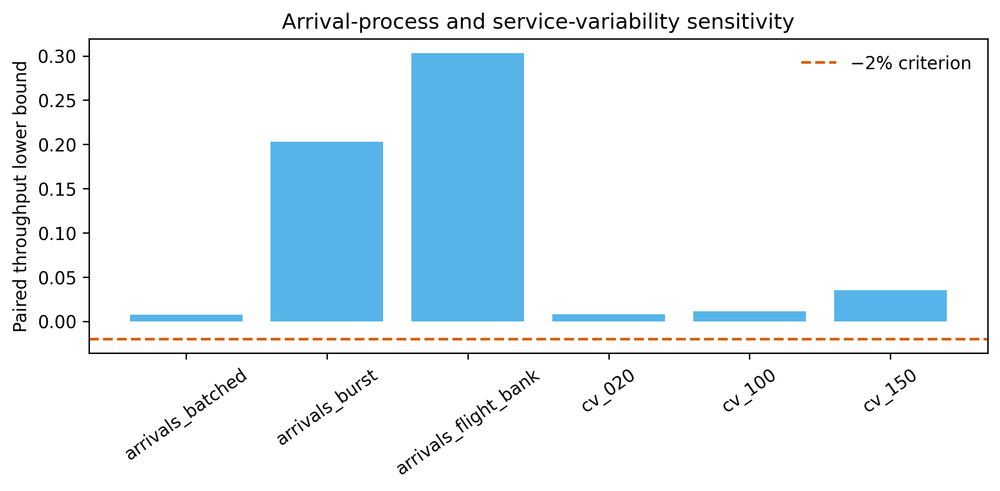 Arrival-process and service-variability sensitivity
Paired throughput lower bound
0.30
0.25
0.20
0.15
0.10
0.05
0.00
−2% criterion
arrivals_batched
arrivals_burst
arrivals_flight_bank
cv_020
cv_100
cv_150